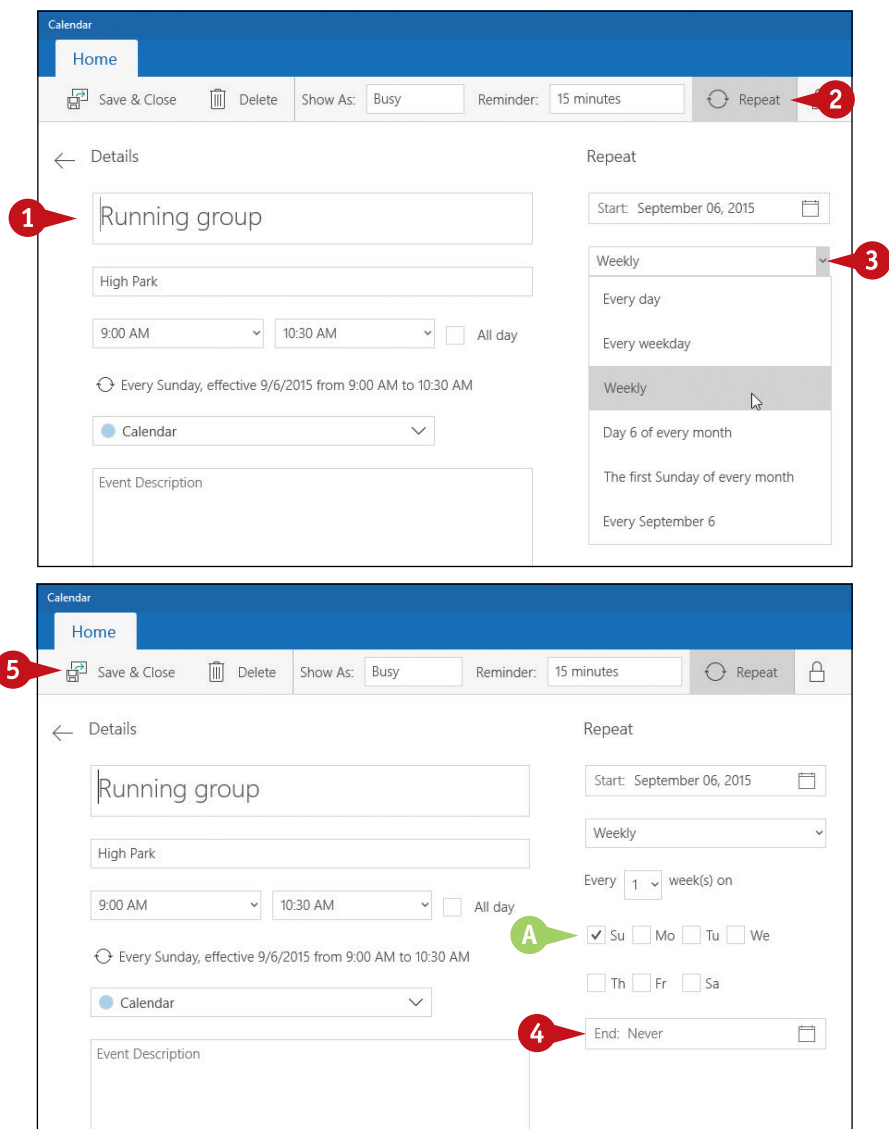 Calendar
Home
Save & Close Delete Show As: Busy Reminder: 15 minutes Repeat 2
Details
Repeat
1 Running group
Start: September 06, 2015
High Park
Weekly 3
9:00 AM 10:30 AM All day
Every day
Every Sunday, effective 9/6/2015 from 9:00 AM to 10:30 AM
Every weekday
Calendar
Weekly
Event Description
Day 6 of every month
The first Sunday of every month
Every September 6
Calendar
Home
5 Save & Close Delete Show As: Busy Reminder: 15 minutes Repeat
Details
Repeat
Running group
Start: September 06, 2015
High Park
Weekly
9:00 AM 10:30 AM All day
Every 1 week(s) on
Every Sunday, effective 9/6/2015 from 9:00 AM to 10:30 AM
A Su Mo Tu We
Calendar
Th Fr Sa
Event Description
4 End: Never